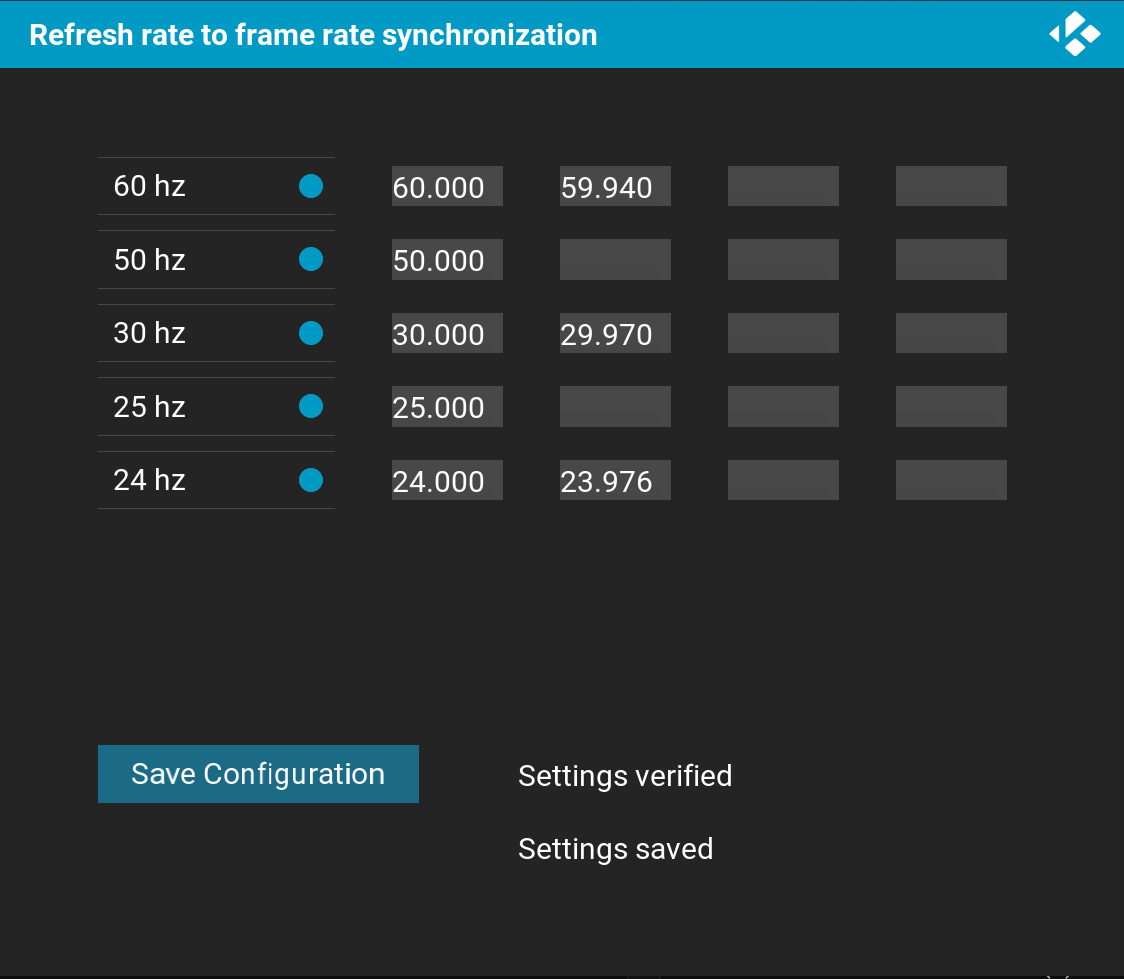 Refresh rate to frame rate synchronization
60 hz 60.000 59.940
50 hz 50.000
30 hz 30.000 29.970
25 hz 25.000
24 hz 24.000 23.976
Save Configuration Settings verified
Settings saved